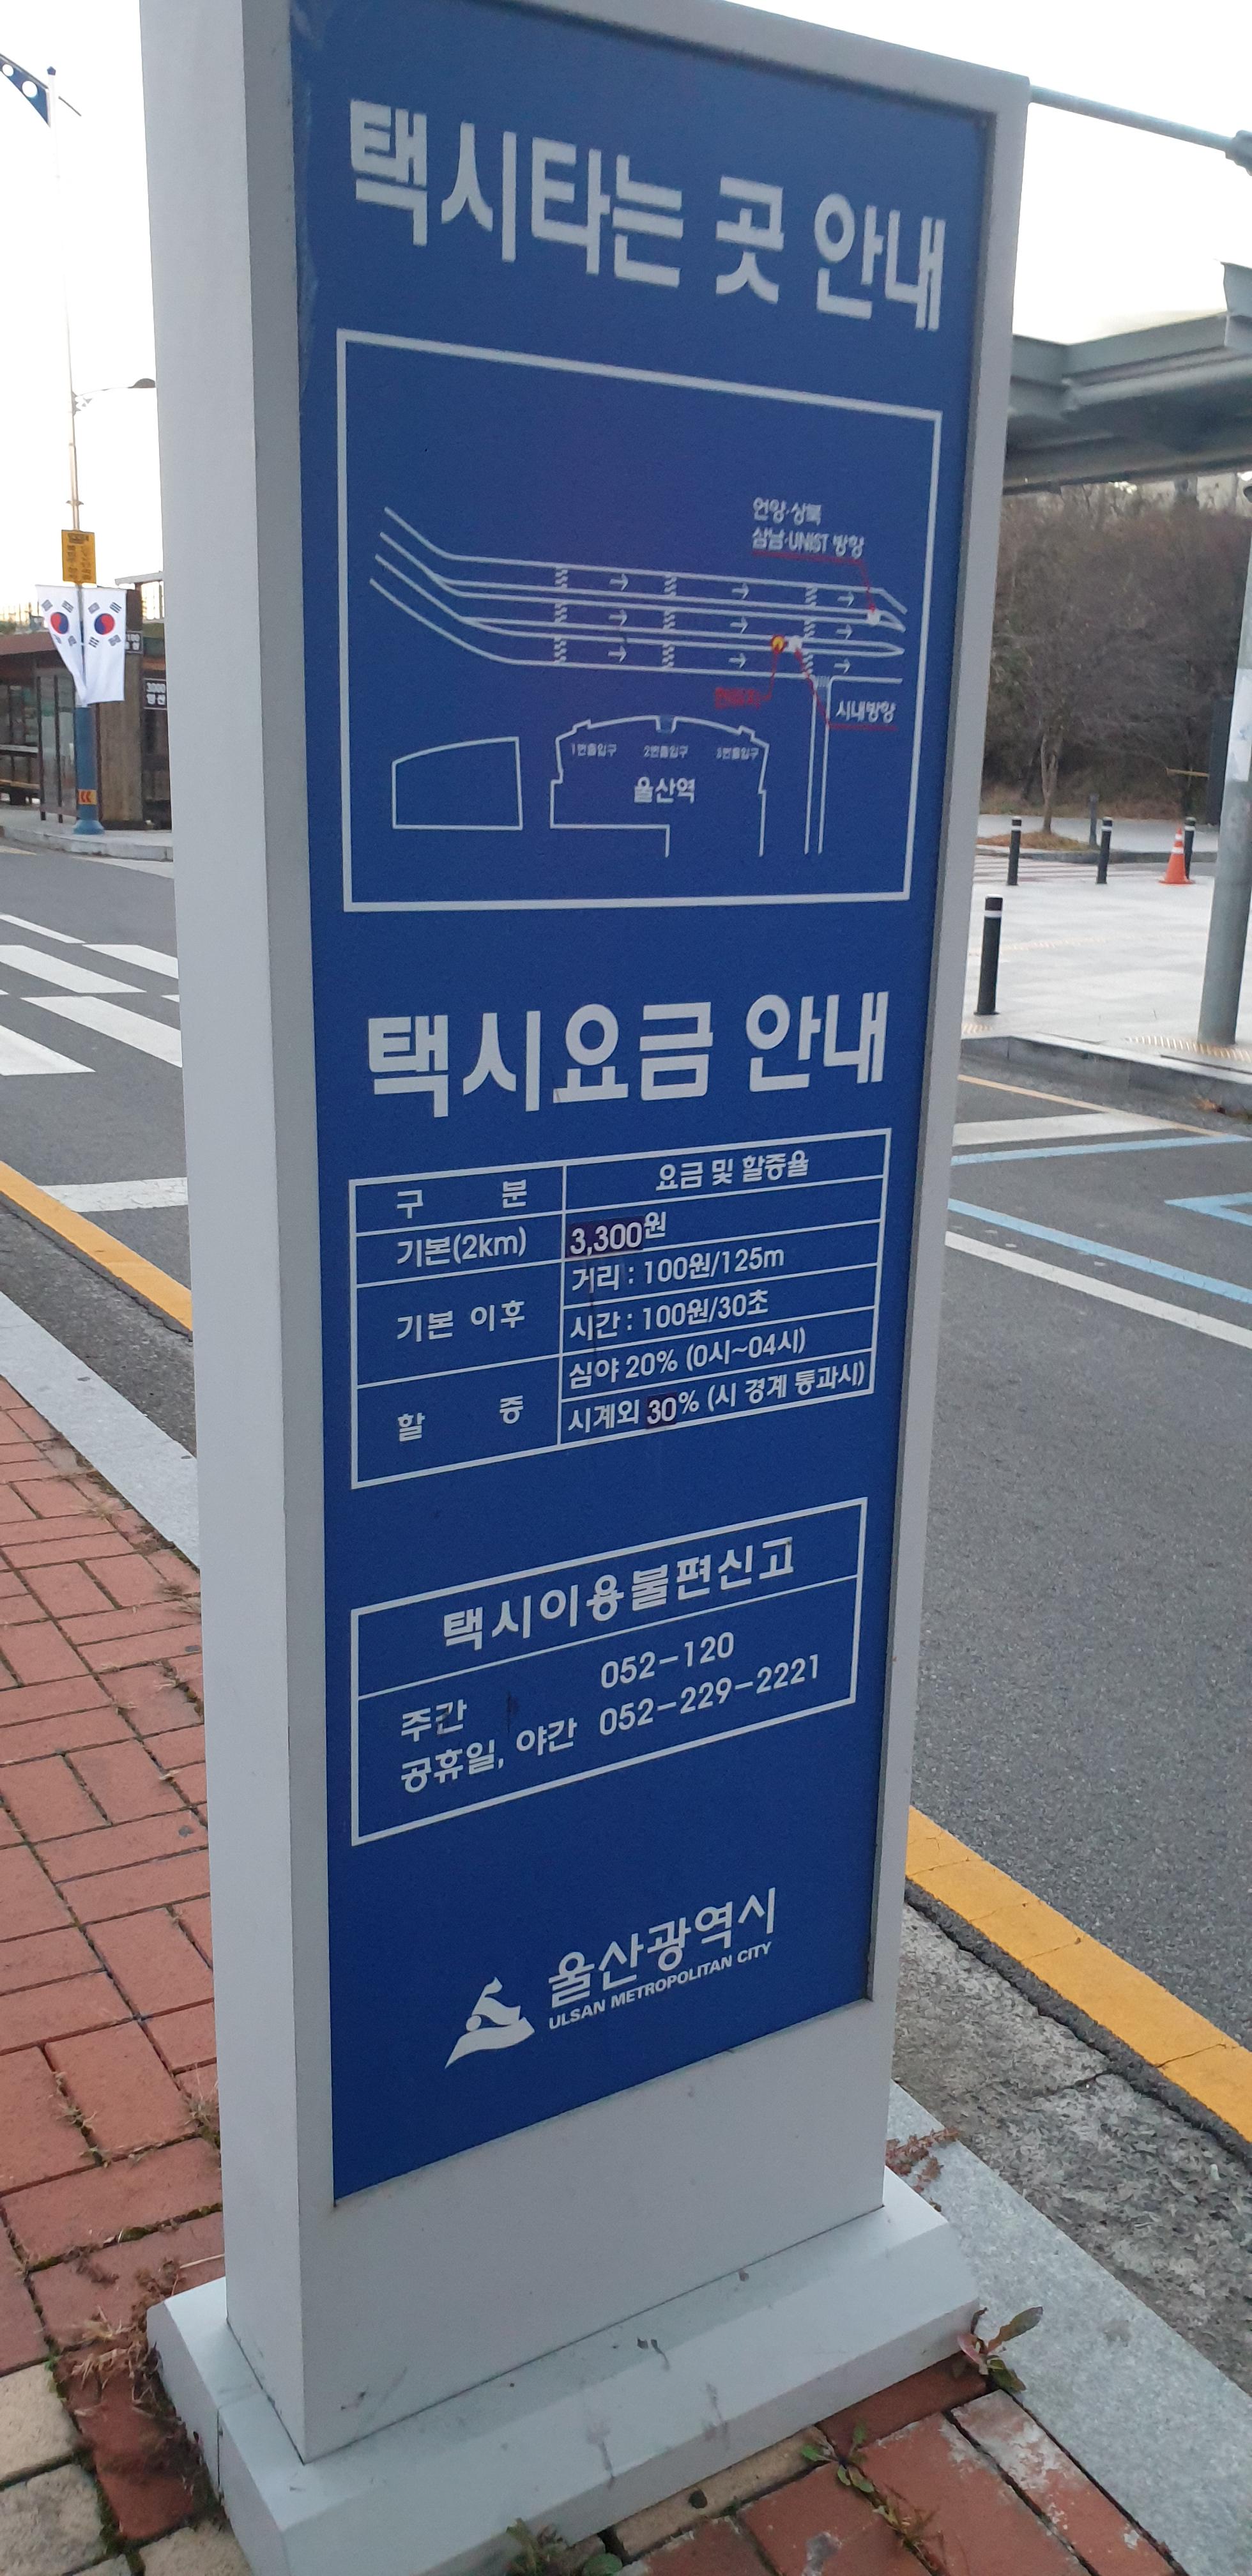 택시타는 곳 안내
언양·상북
삼남·UNIST 방향
시내방향
1번출입구 2번출입구 3번출입구
울산역
택시요금 안내
구 분 요금 및 할증율
기본(2km) 3,300원
기본 이후 거리 : 100원/125m
시간 : 100원/30초
할 증 심야 20% (0시~04시)
시계외 30% (시 경계 통과시)
택시이용불편신고
주간 052-120
공휴일, 야간 052-229-2221
울산광역시
ULSAN METROPOLITAN CITY